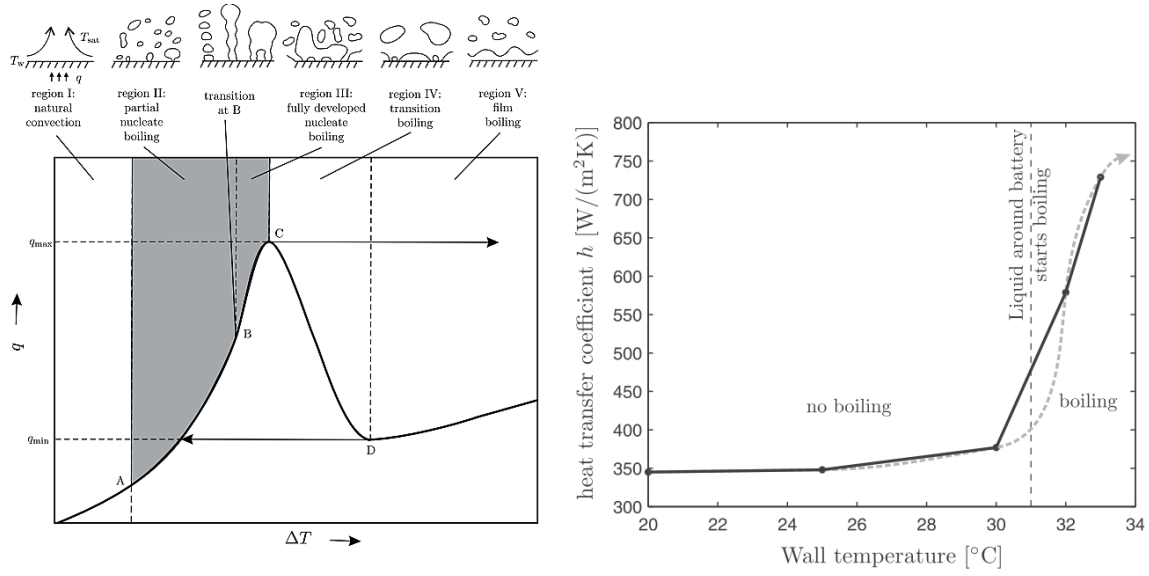 T_sat
T_w
q
region I:
natural
convection
region II:
partial
nucleate
boiling
transition
at B
region III:
fully developed
nucleate
boiling
region IV:
transition
boiling
region V:
film
boiling
q_max
C
B
q
q_min
D
A
ΔT
heat transfer coefficient h [W/(m²K)]
800
750
700
650
600
550
500
450
400
350
300
Liquid around battery
starts boiling
no boiling
boiling
20
22
24
26
28
30
32
34
Wall temperature [°C]